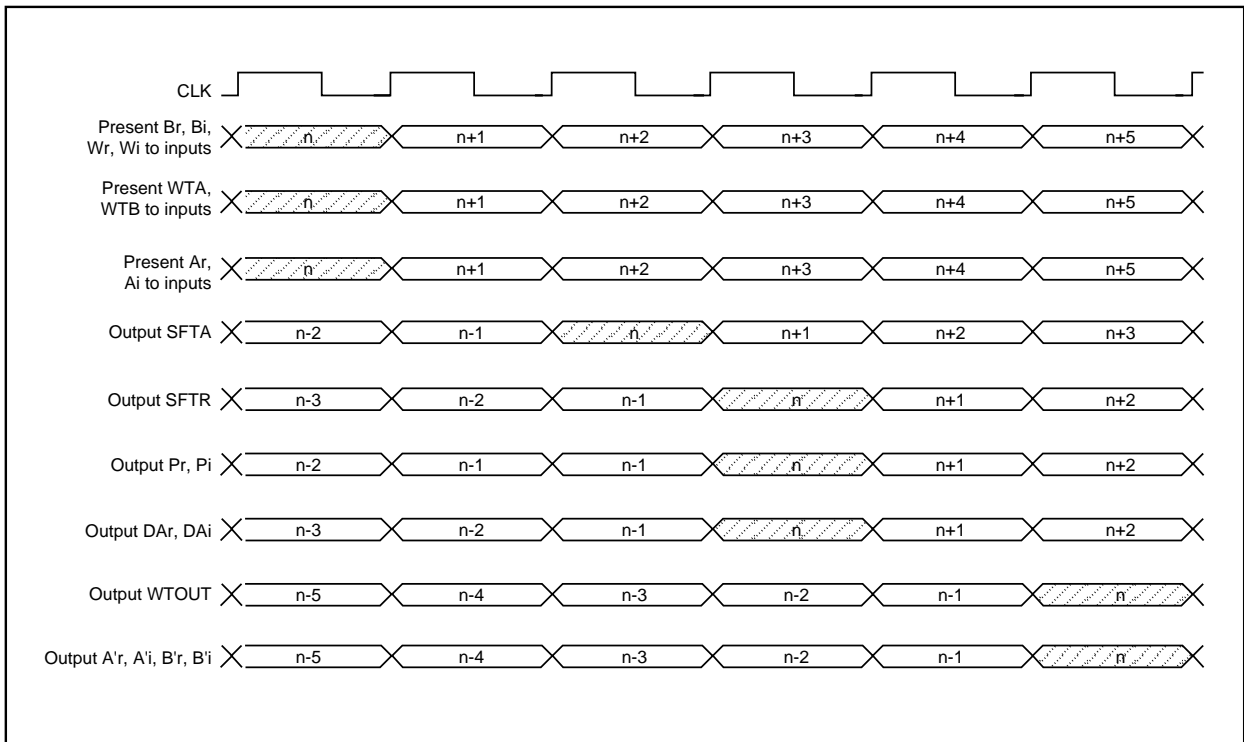 CLK
Present Br, Bi,
Wr, Wi to inputs
n n+1 n+2 n+3 n+4 n+5
Present WTA,
WTB to inputs
n n+1 n+2 n+3 n+4 n+5
Present Ar,
Ai to inputs
n n+1 n+2 n+3 n+4 n+5
Output SFTA n-2 n-1 n n+1 n+2 n+3
Output SFTR n-3 n-2 n-1 n n+1 n+2
Output Pr, Pi n-2 n-1 n-1 n n+1 n+2
Output DAr, DAi n-3 n-2 n-1 n n+1 n+2
Output WTOUT n-5 n-4 n-3 n-2 n-1 n
Output A'r, A'i, B'r, B'i n-5 n-4 n-3 n-2 n-1 n